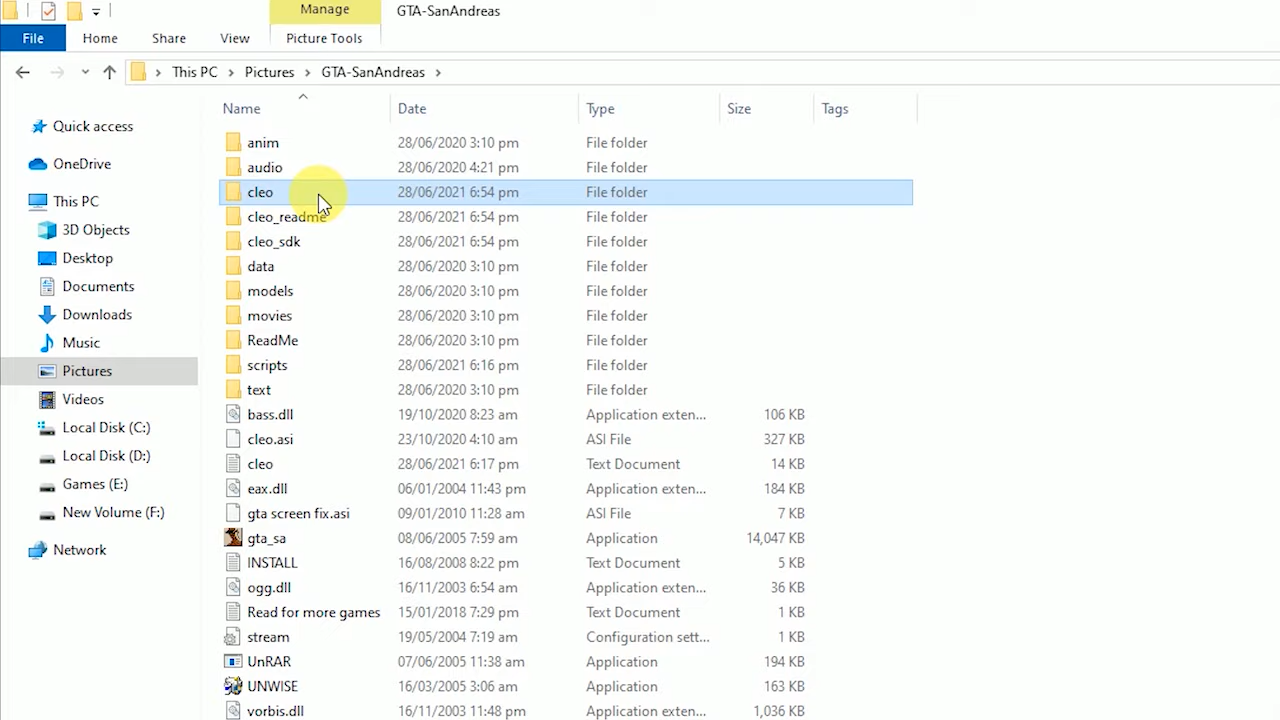 Manage
GTA-SanAndreas
File
Home
Share
View
Picture Tools
This PC
Pictures
GTA-SanAndreas
Name
Date
Type
Size
Tags
Quick access
OneDrive
This PC
3D Objects
Desktop
Documents
Downloads
Music
Pictures
Videos
Local Disk (C:)
Local Disk (D:)
Games (E:)
New Volume (F:)
Network
anim 28/06/2020 3:10 pm File folder
audio 28/06/2020 4:21 pm File folder
cleo 28/06/2021 6:54 pm File folder
cleo_readme 28/06/2021 6:54 pm File folder
cleo_sdk 28/06/2021 6:54 pm File folder
data 28/06/2020 3:10 pm File folder
models 28/06/2020 3:10 pm File folder
movies 28/06/2020 3:10 pm File folder
ReadMe 28/06/2020 3:10 pm File folder
scripts 28/06/2021 6:16 pm File folder
text 28/06/2020 3:10 pm File folder
bass.dll 19/10/2020 8:23 am Application exten... 106 KB
cleo.asi 23/10/2020 4:10 am ASI File 327 KB
cleo 28/06/2021 6:17 pm Text Document 14 KB
eax.dll 06/01/2004 11:43 pm Application exten... 184 KB
gta screen fix.asi 09/01/2010 11:28 am ASI File 7 KB
gta_sa 08/06/2005 7:59 am Application 14,047 KB
INSTALL 16/08/2008 8:22 pm Text Document 5 KB
ogg.dll 16/11/2003 6:54 am Application exten... 36 KB
Read for more games 15/01/2018 7:29 pm Text Document 1 KB
stream 19/05/2004 7:19 am Configuration sett... 1 KB
UnRAR 07/06/2005 11:38 am Application 194 KB
UNWISE 16/03/2005 3:06 am Application 163 KB
vorbis.dll 16/11/2003 11:48 pm Application exten... 1,036 KB